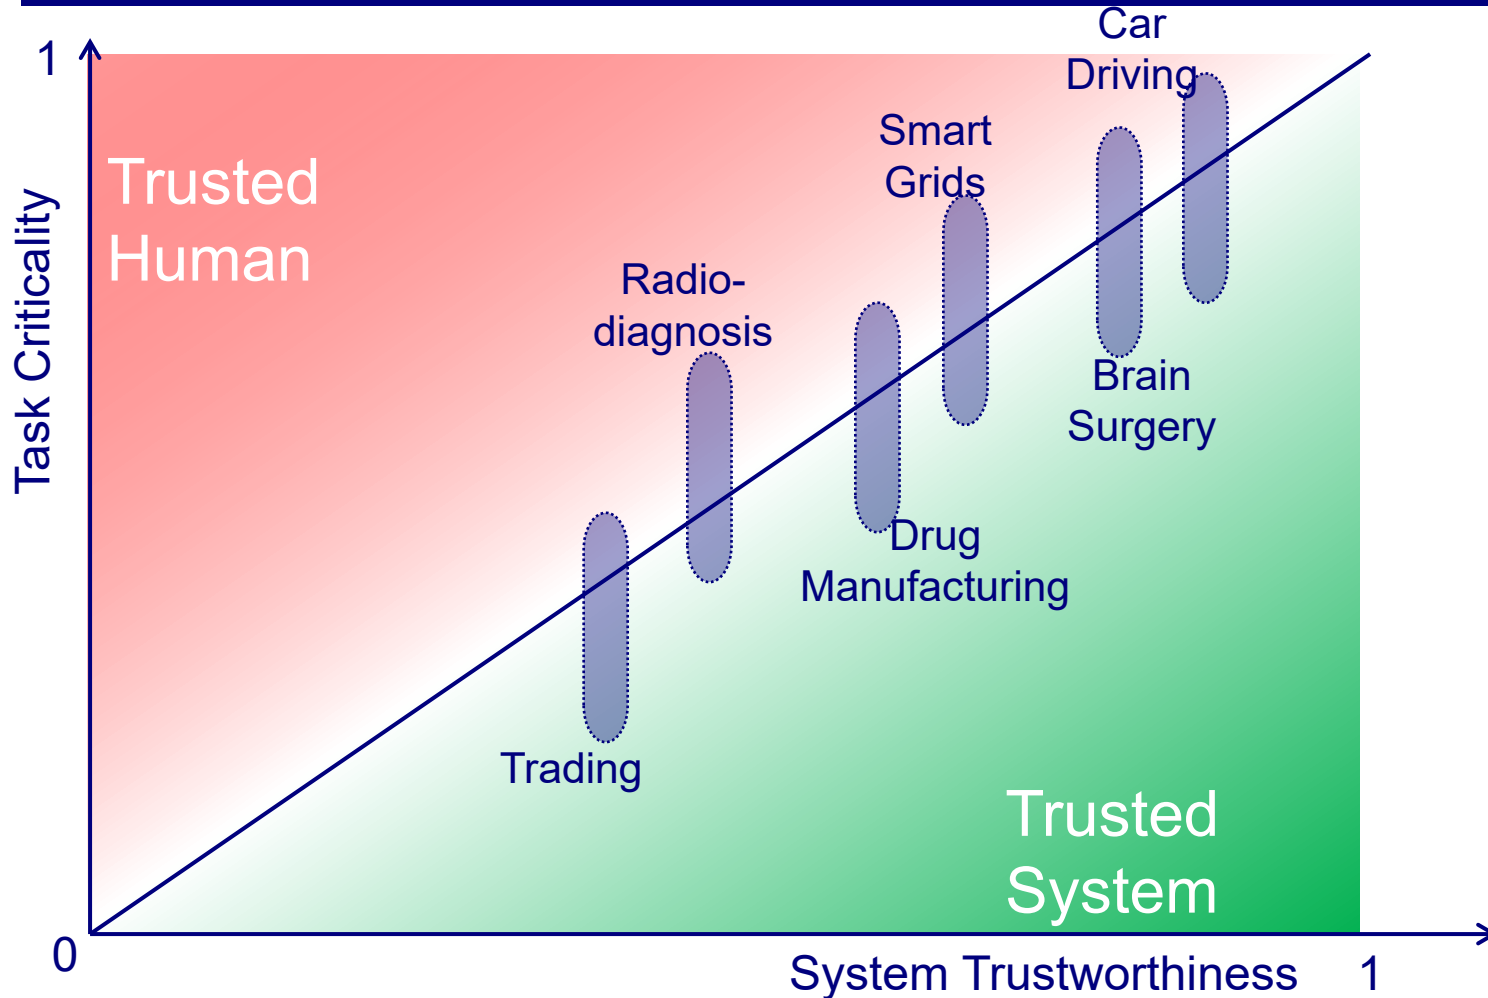 Car
Driving
1
Smart
Grids
Trusted
Human
Radio-
diagnosis
Task Criticality
Brain
Surgery
Drug
Manufacturing
Trading
Trusted
System
0
System Trustworthiness
1